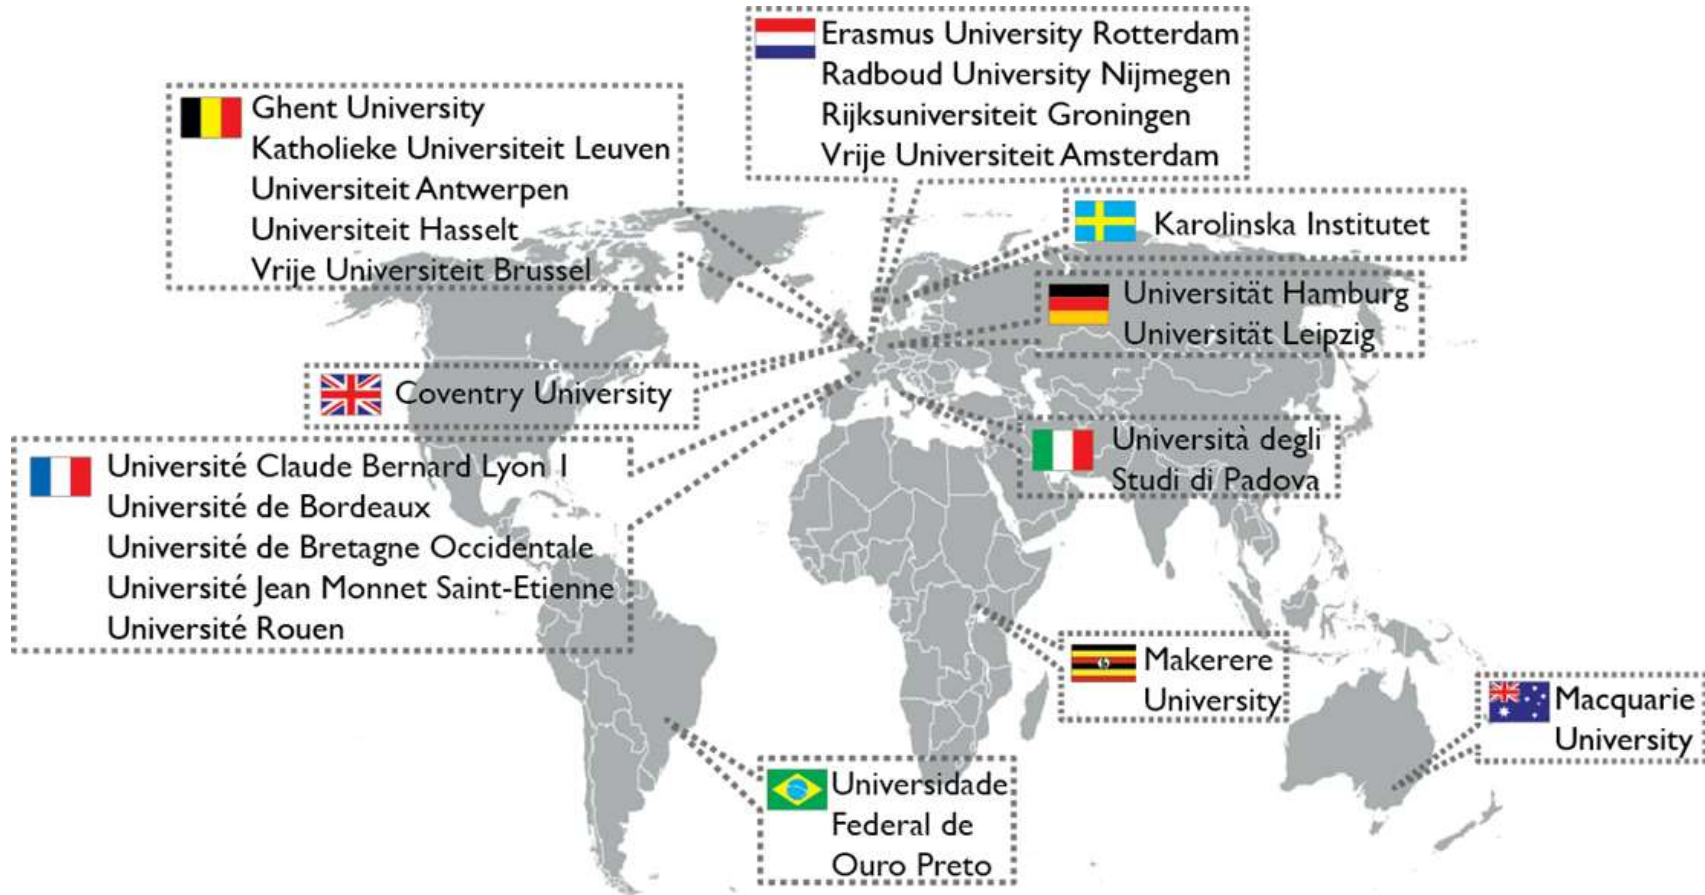 Erasmus University Rotterdam
Radboud University Nijmegen
Rijksuniversiteit Groningen
Vrije Universiteit Amsterdam
Ghent University
Katholieke Universiteit Leuven
Universiteit Antwerpen
Universiteit Hasselt
Vrije Universiteit Brussel
Karolinska Institutet
Universität Hamburg
Universität Leipzig
Coventry University
Università degli
Studi di Padova
Université Claude Bernard Lyon 1
Université de Bordeaux
Université de Bretagne Occidentale
Université Jean Monnet Saint-Etienne
Université Rouen
Makerere
University
Macquarie
University
Universidade
Federal de
Ouro Preto